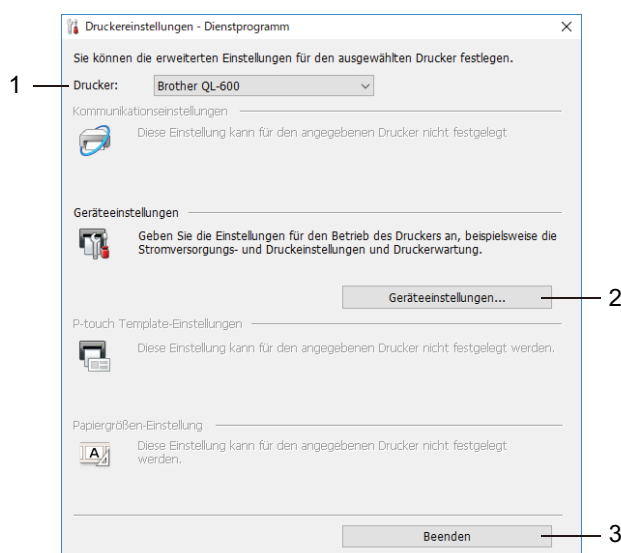 Druckereinstellungen - Dienstprogramm
Sie können die erweiterten Einstellungen für den ausgewählten Drucker festlegen.
1
Drucker: Brother QL-600
Kommunikationseinstellungen
Diese Einstellung kann für den angegebenen Drucker nicht festgelegt
Geräteeinstellungen
Geben Sie die Einstellungen für den Betrieb des Druckers an, beispielsweise die
Stromversorgungs- und Druckeinstellungen und Druckerwartung.
Geräteeinstellungen... 2
P-touch Template-Einstellungen
Diese Einstellung kann für den angegebenen Drucker nicht festgelegt werden.
Papiergrößen-Einstellung
Diese Einstellung kann für den angegebenen Drucker nicht festgelegt
werden.
A
Beenden 3